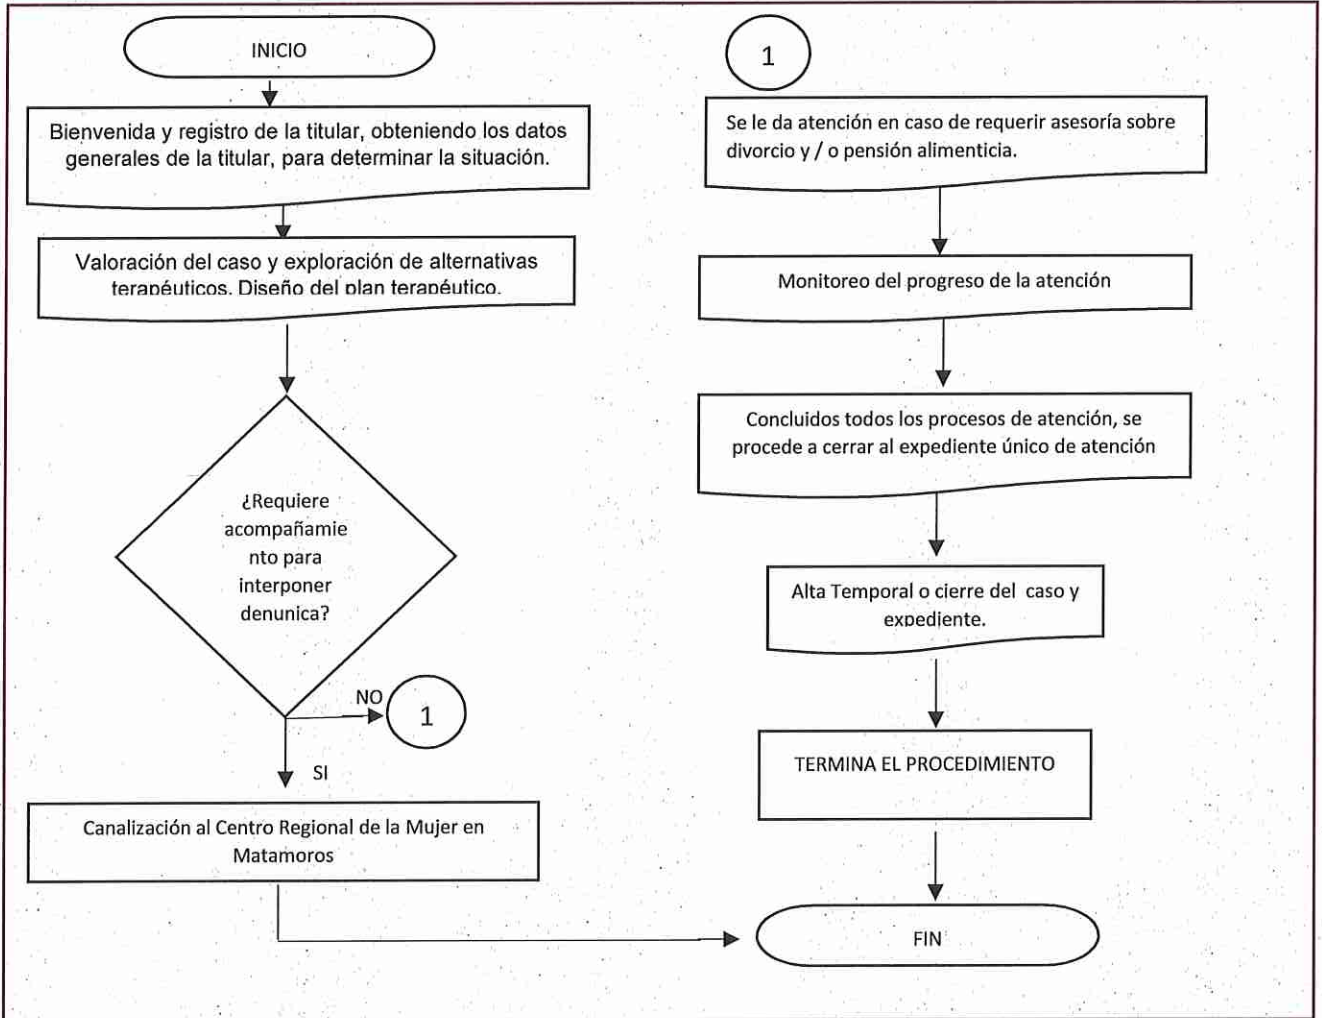 INICIO
Bienvenida y registro de la titular, obteniendo los datos
generales de la titular, para determinar la situación.
Valoración del caso y exploración de alternativas
terapéuticos. Diseño del plan terapéutico.
¿Requiere
acompañamie
nto para
interponer
denunica?
NO
1
SI
Canalización al Centro Regional de la Mujer en
Matamoros
1
Se le da atención en caso de requerir asesoría sobre
divorcio y / o pensión alimenticia.
Monitoreo del progreso de la atención
Concluidos todos los procesos de atención, se
procede a cerrar al expediente único de atención
Alta Temporal o cierre del caso y
expediente.
TERMINA EL PROCEDIMIENTO
FIN